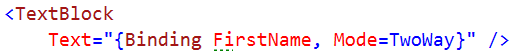 <TextBlock
Text="{Binding FirstName, Mode=TwoWay}" />